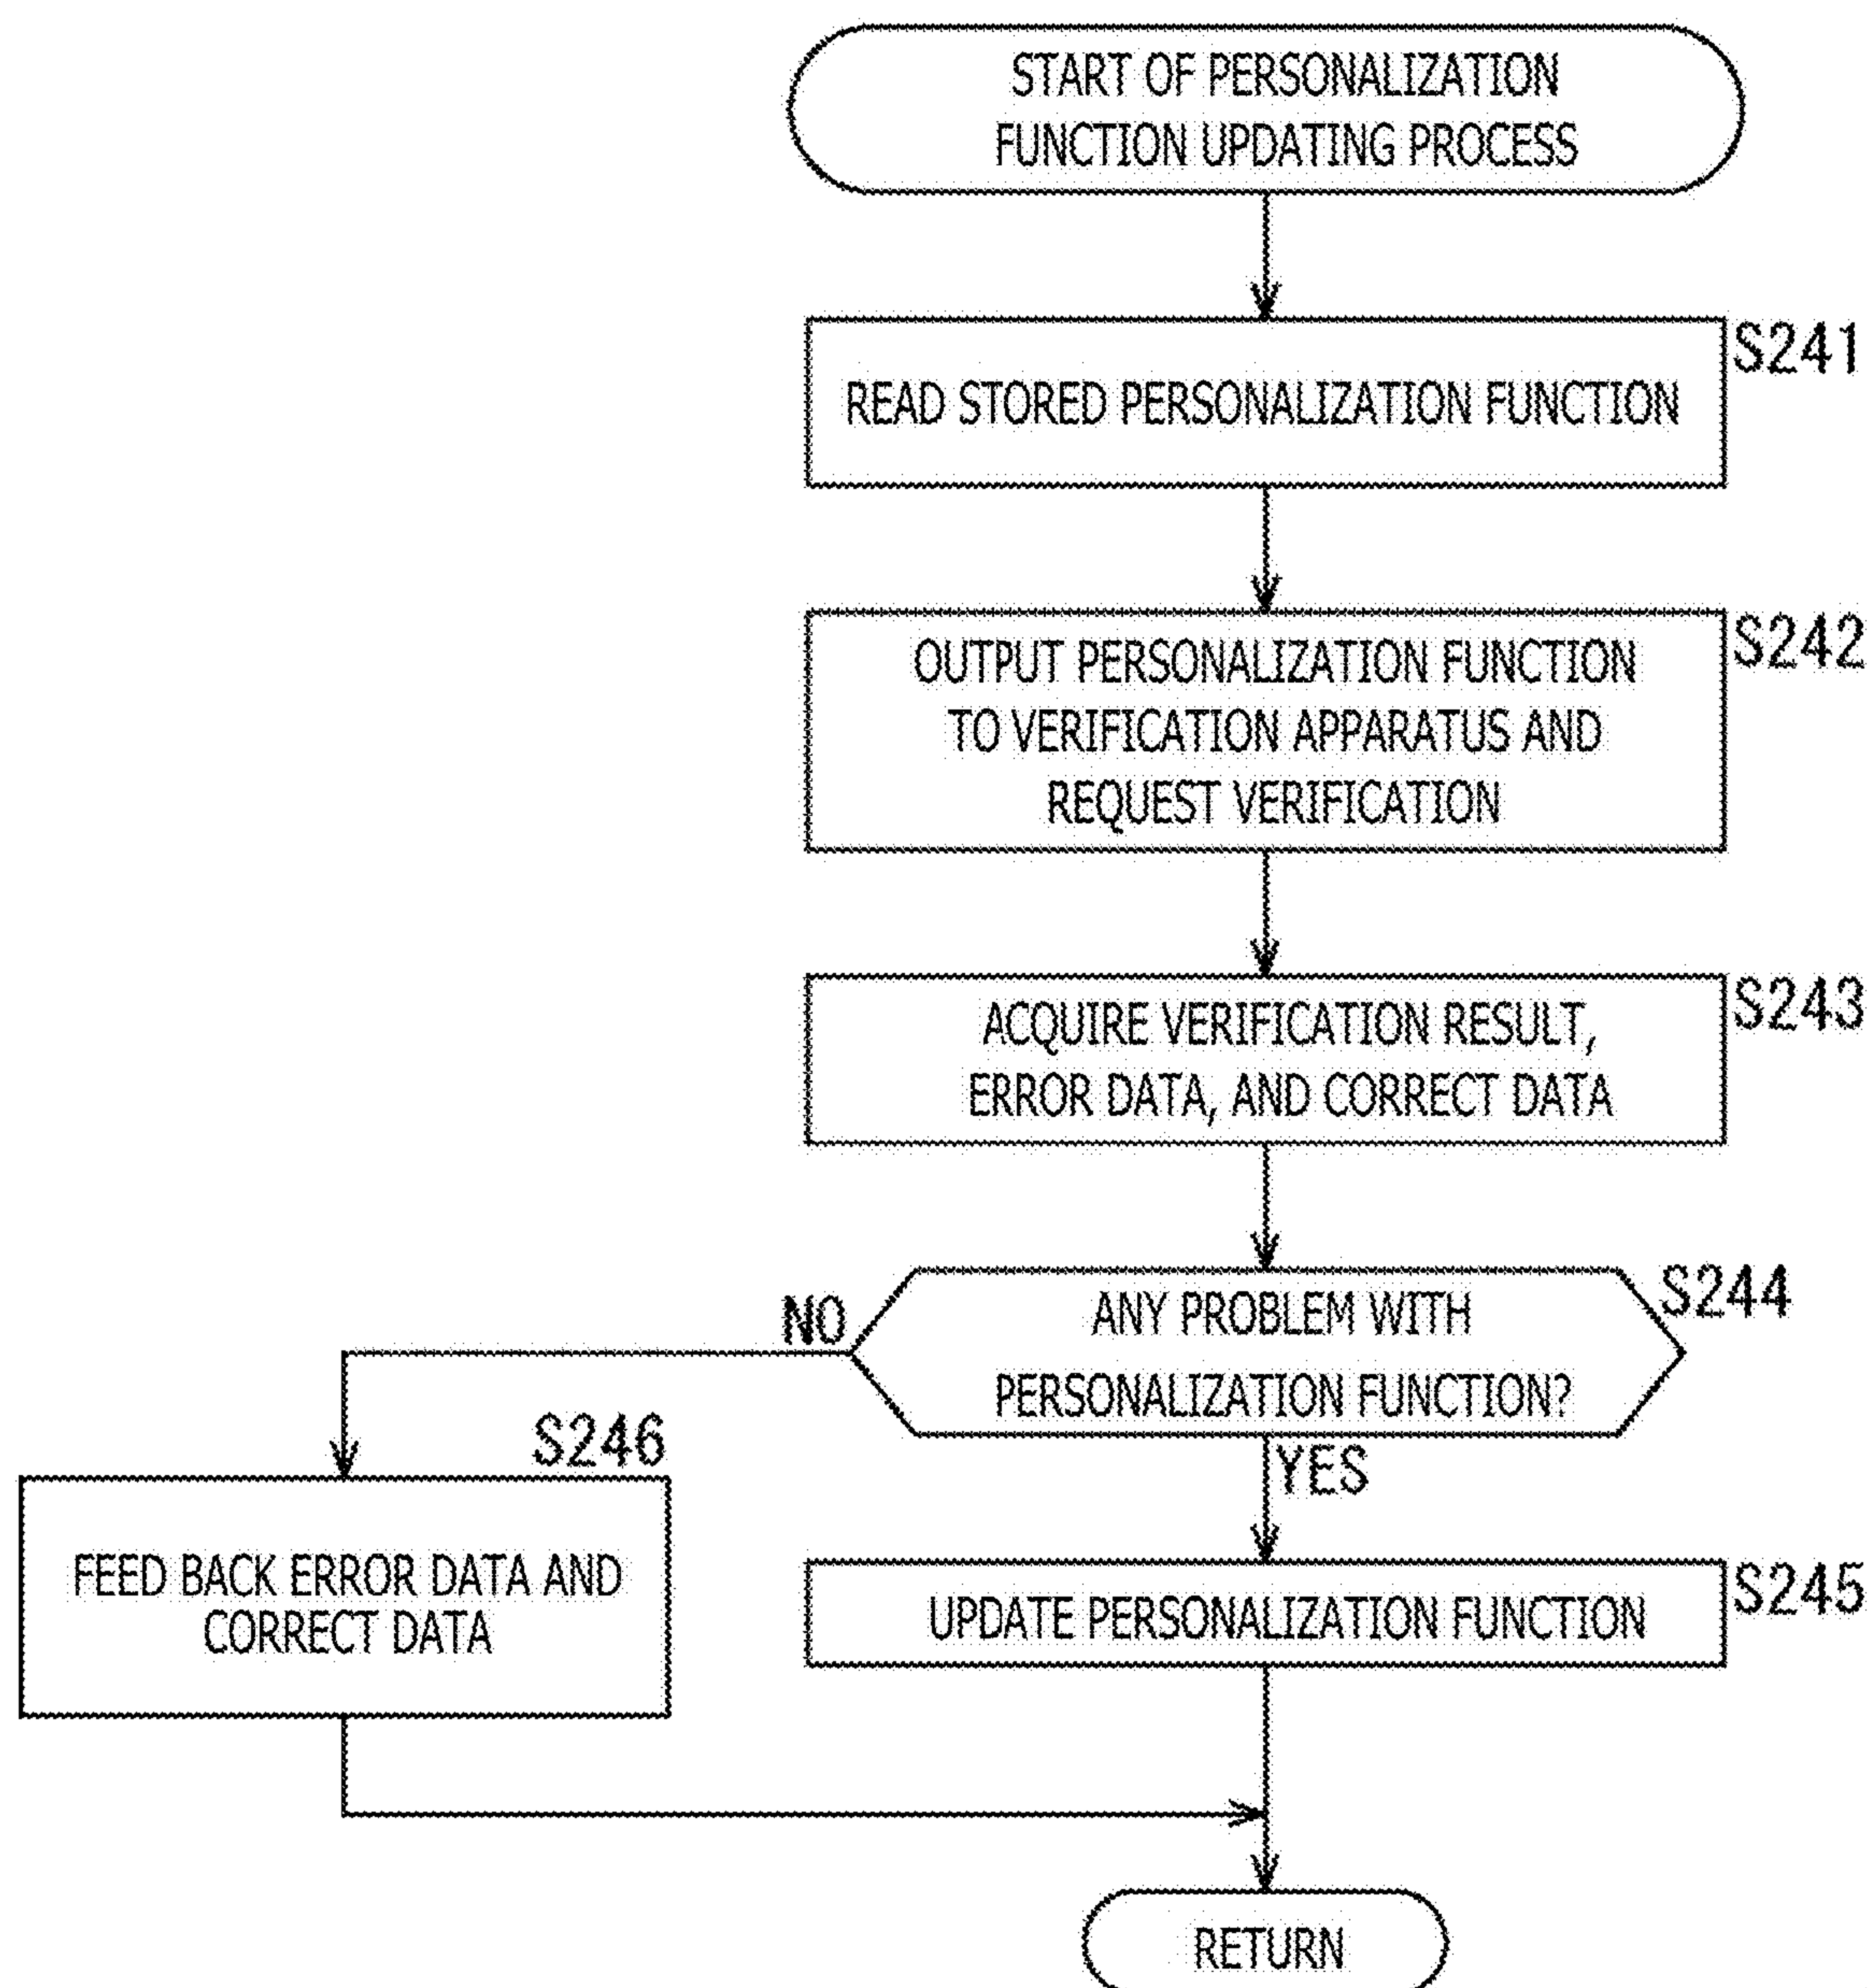 START OF PERSONALIZATION
FUNCTION UPDATING PROCESS
S241
READ STORED PERSONALIZATION FUNCTION
S242
OUTPUT PERSONALIZATION FUNCTION
TO VERIFICATION APPARATUS AND
REQUEST VERIFICATION
S243
ACQUIRE VERIFICATION RESULT,
ERROR DATA, AND CORRECT DATA
S244
ANY PROBLEM WITH
PERSONALIZATION FUNCTION?
NO
YES
S246
FEED BACK ERROR DATA AND
CORRECT DATA
S245
UPDATE PERSONALIZATION FUNCTION
RETURN